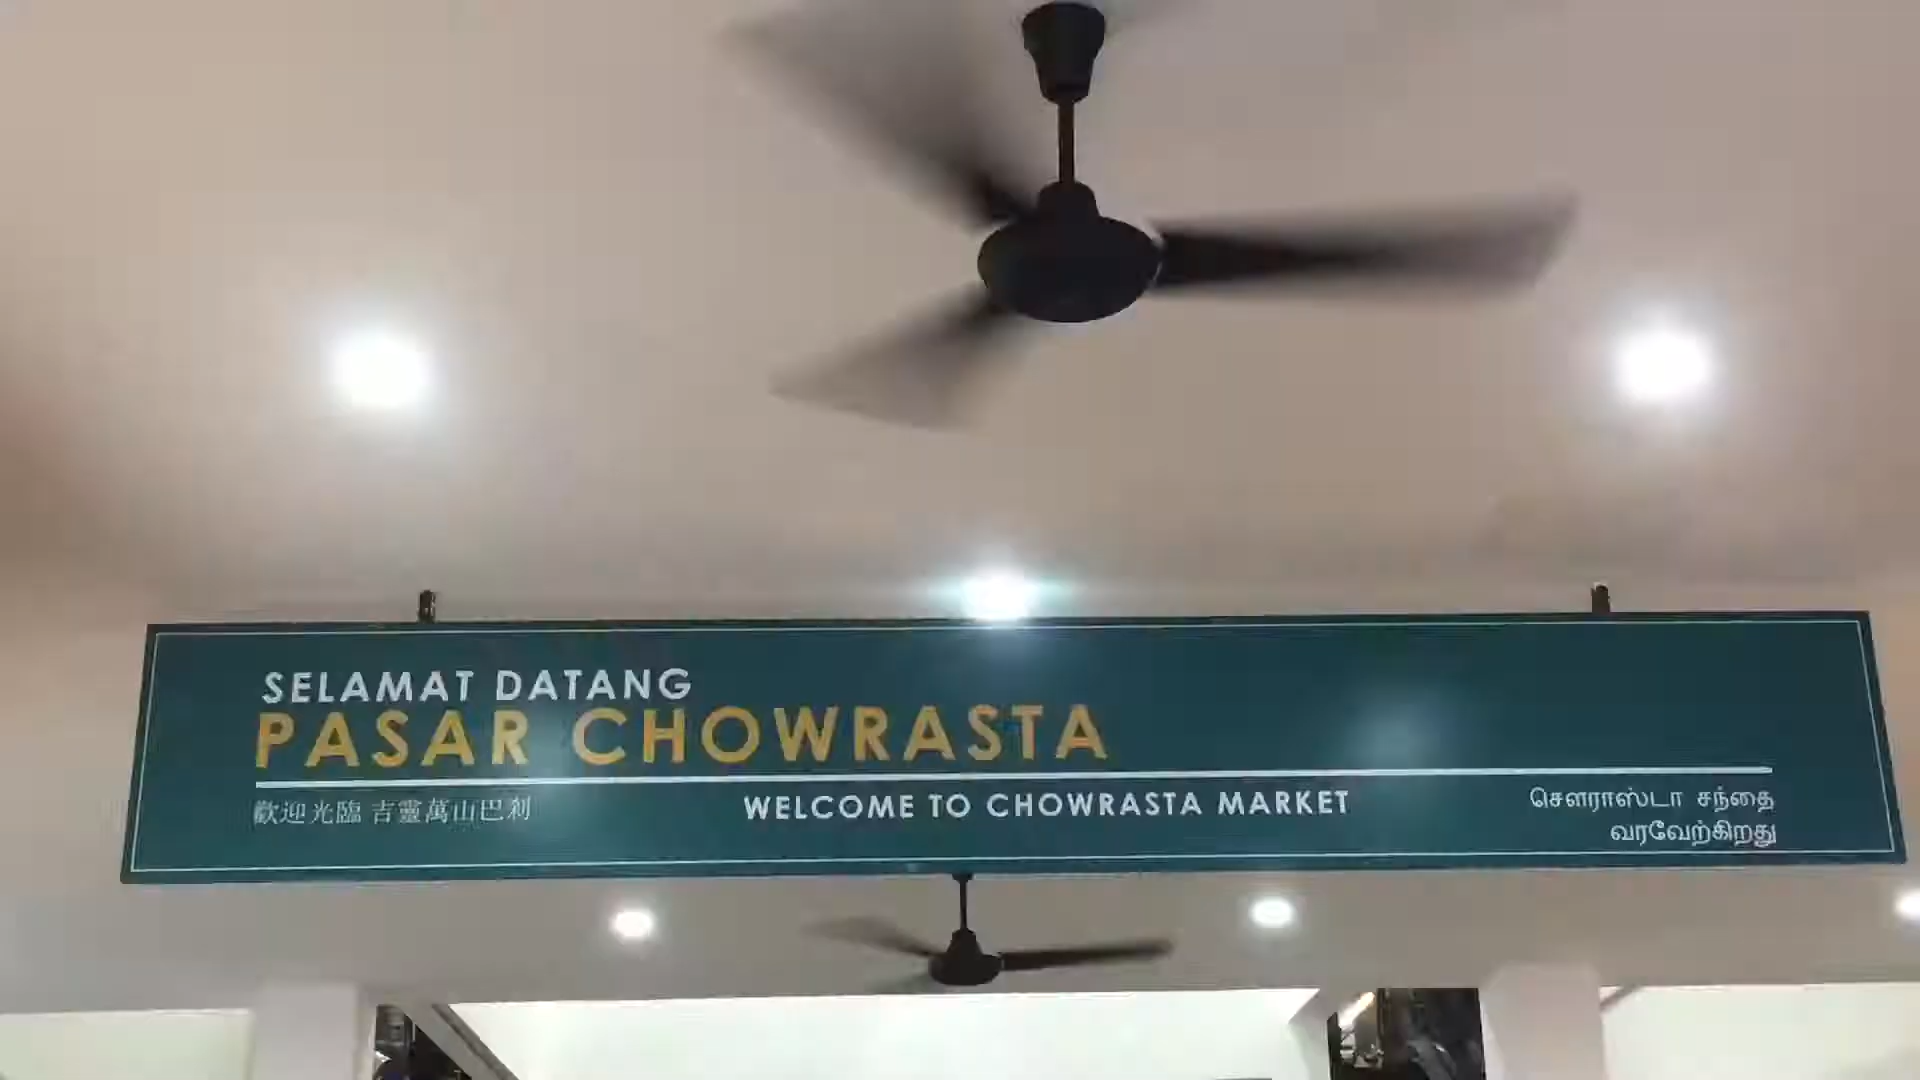 SELAMAT DATANG
PASAR CHOWRASTA
歡迎光臨 吉靈萬山巴剎
WELCOME TO CHOWRASTA MARKET
சௌராஸ்டா சந்தை
வரவேற்கிறது